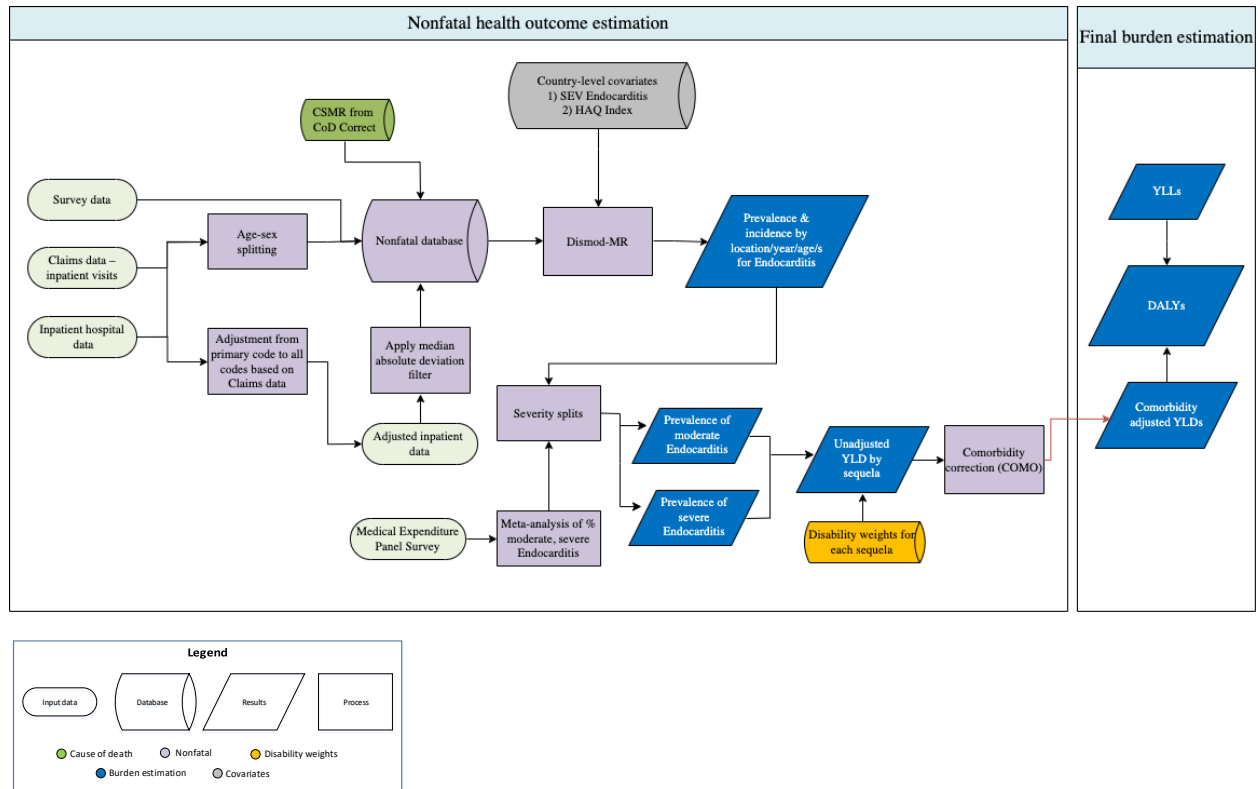 Nonfatal health outcome estimation
Final burden estimation
Country-level covariates
1) SEV Endocarditis
2) HAQ Index
CSMR from
CoD Correct
Survey data
Age-sex
splitting
Nonfatal database
Dismod-MR
Prevalence &
incidence by
location/year/age/s
for Endocarditis
Claims data –
inpatient visits
Inpatient hospital
data
Adjustment from
primary code to all
codes based on
Claims data
Apply median
absolute deviation
filter
Adjusted inpatient
data
Severity splits
Prevalence of
moderate
Endocarditis
Prevalence of
severe
Endocarditis
Unadjusted
YLD by
sequela
Comorbidity
correction (COMO)
Medical Expenditure
Panel Survey
Meta-analysis of %
moderate, severe
Endocarditis
Disability weights for
each sequela
YLLs
DALYs
Comorbidity
adjusted YLDs
Legend
Input data
Database
Results
Process
Cause of death
Nonfatal
Disability weights
Burden estimation
Covariates